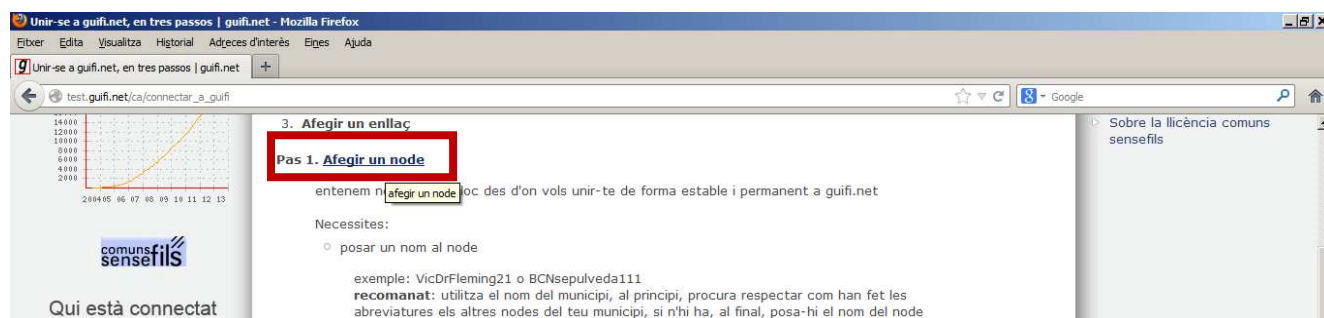 Unir-se a guifi.net, en tres passos | guifi.net - Mozilla Firefox
Fitxer Edita Visualitza Historial Adreces d'interès Eines Ajuda
Unir-se a guifi.net, en tres passos | guifi.net
test.guifi.net/ca/connectar_a_guifi
Google
14000
12000
10000
8000
6000
4000
2000
200405 06 07 08 09 10 11 12 13
comuns
sensefils
Qui està connectat
3. Afegir un enllaç
Pas 1. Afegir un node
entenem loc des d'on vols unir-te de forma estable i permanent a guifi.net
afegir un node
Necessites:
posar un nom al node
exemple: VicDrFleming21 o BCNsepulveda111
recomanat: utilitza el nom del municipi, al principi, procura respectar com han fet les
abreviatures els altres nodes del teu municipi, si n'hi ha, al final, posa-hi el nom del node
Sobre la llicència comuns
sensefils